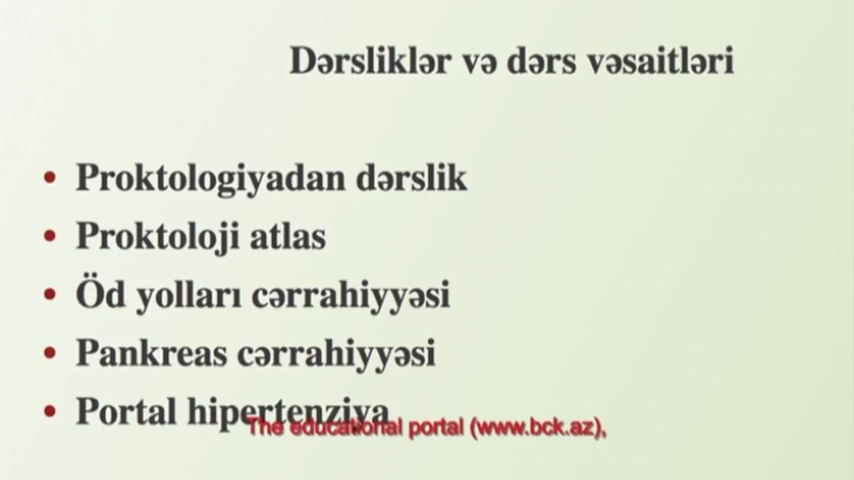 Dərsliklər və dərs vəsaitləri
• Proktologiyadan dərslik
• Proktoloji atlas
• Öd yolları cərrahiyyəsi
• Pankreas cərrahiyyəsi
• Portal hipertenziya
The educational portal (www.bck.az),